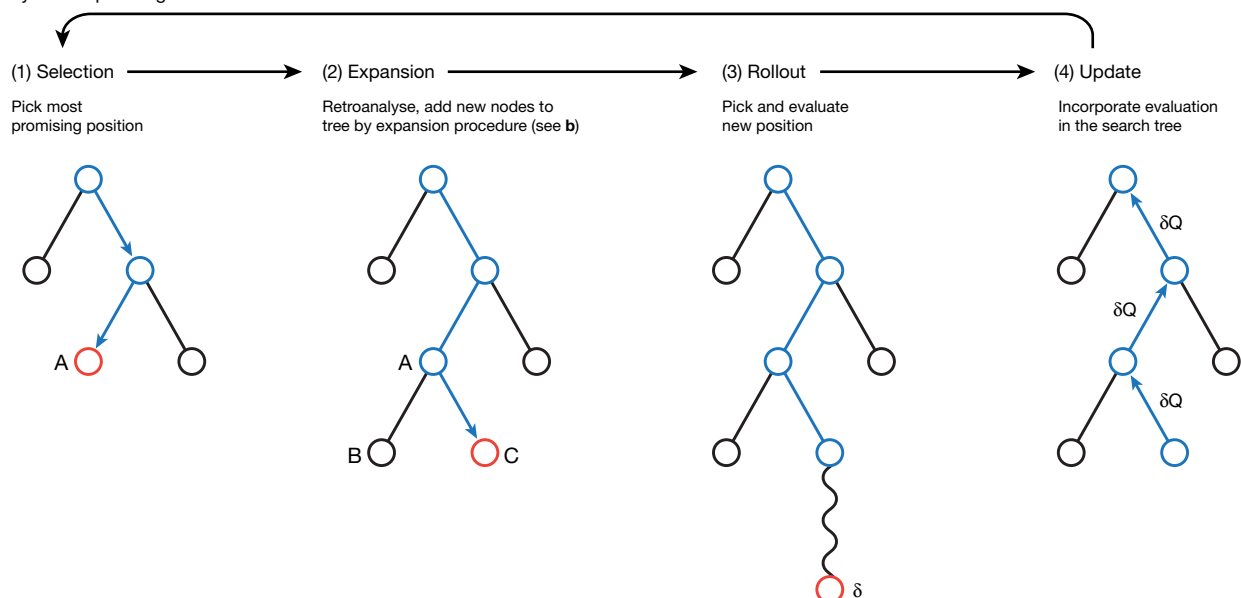 (1) Selection
Pick most
promising position
(2) Expansion
Retroanalyse, add new nodes to
tree by expansion procedure (see b)
(3) Rollout
Pick and evaluate
new position
(4) Update
Incorporate evaluation
in the search tree
A
A
B
C
δ
δQ
δQ
δQ